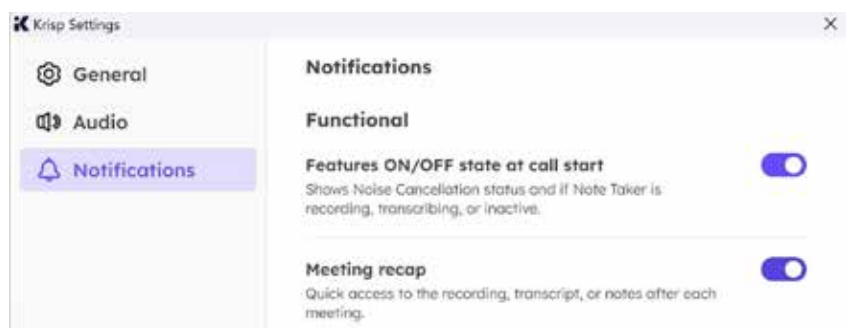 Krisp Settings
General
Audio
Notifications
Notifications
Functional
Features ON/OFF state at call start
Shows Noise Cancellation status and if Note Taker is
recording, transcribing, or inactive.
Meeting recap
Quick access to the recording, transcript, or notes after each
meeting.